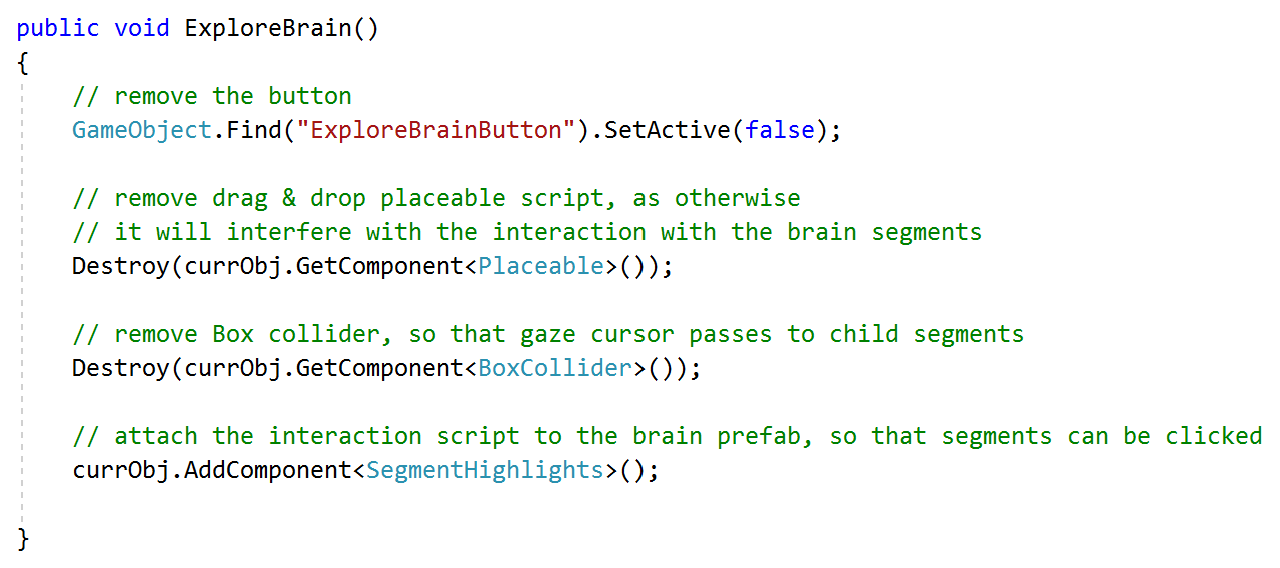 public void ExploreBrain()
{
    // remove the button
    GameObject.Find("ExploreBrainButton").SetActive(false);

    // remove drag & drop placeable script, as otherwise
    // it will interfere with the interaction with the brain segments
    Destroy(currObj.GetComponent<Placeable>());

    // remove Box collider, so that gaze cursor passes to child segments
    Destroy(currObj.GetComponent<BoxCollider>());

    // attach the interaction script to the brain prefab, so that segments can be clicked
    currObj.AddComponent<SegmentHighlights>();

}